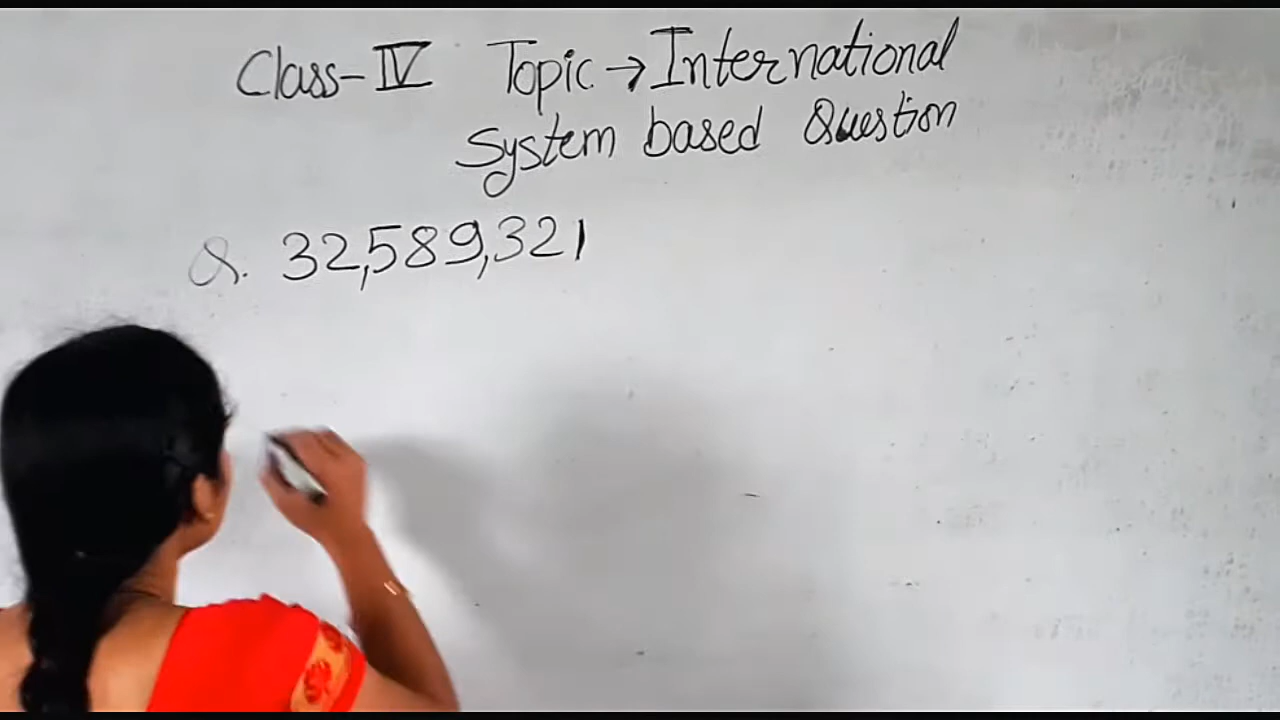 Class-IV Topic → International
System based Question
Q. 32,589,321